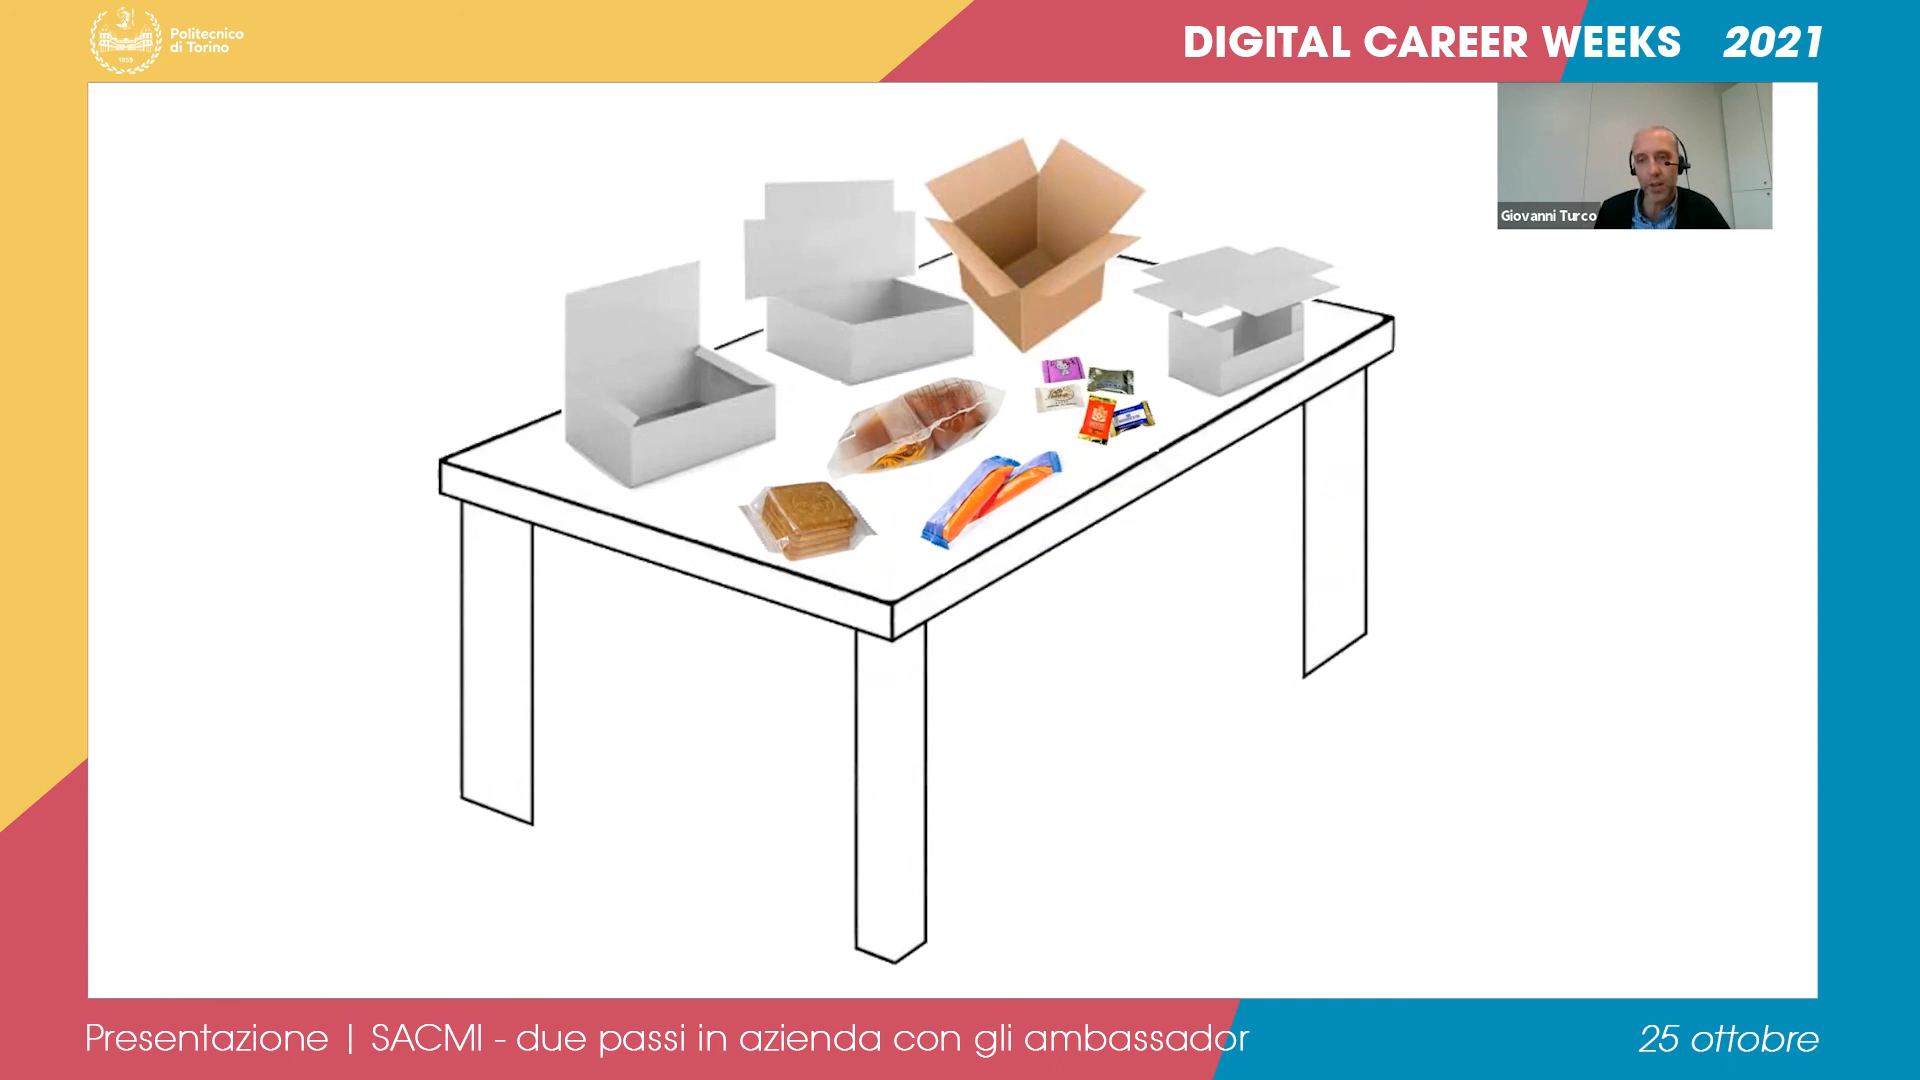 Politecnico
di Torino
1859
DIGITAL CAREER WEEKS 2021
Giovanni Turco
Presentazione | SACMI - due passi in azienda con gli ambassador
25 ottobre